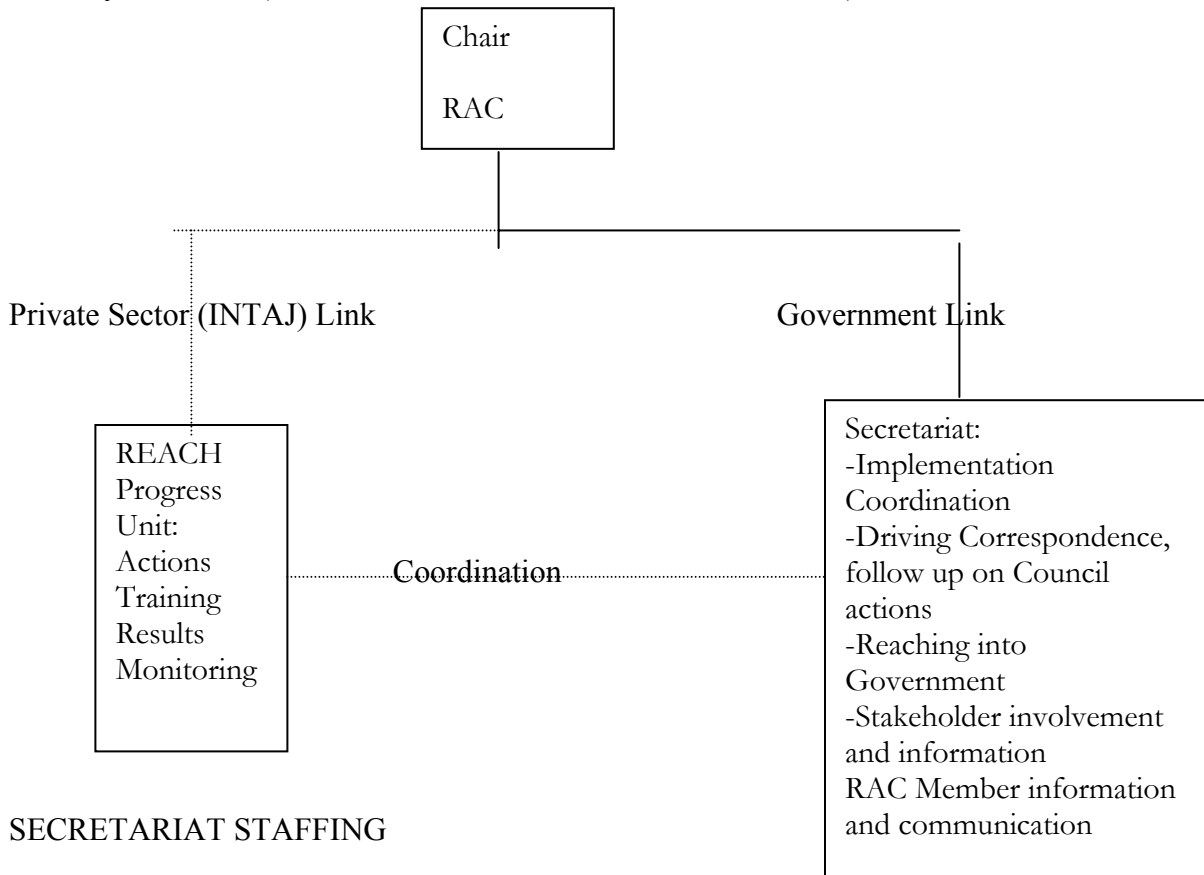 Chair
RAC
Private Sector (INTAJ) Link
Government Link
REACH
Progress
Unit:
Actions
Training
Results
Monitoring
Coordination
Secretariat:
-Implementation
Coordination
-Driving Correspondence,
follow up on Council
actions
-Reaching into
Government
-Stakeholder involvement
and information
RAC Member information
and communication
SECRETARIAT STAFFING